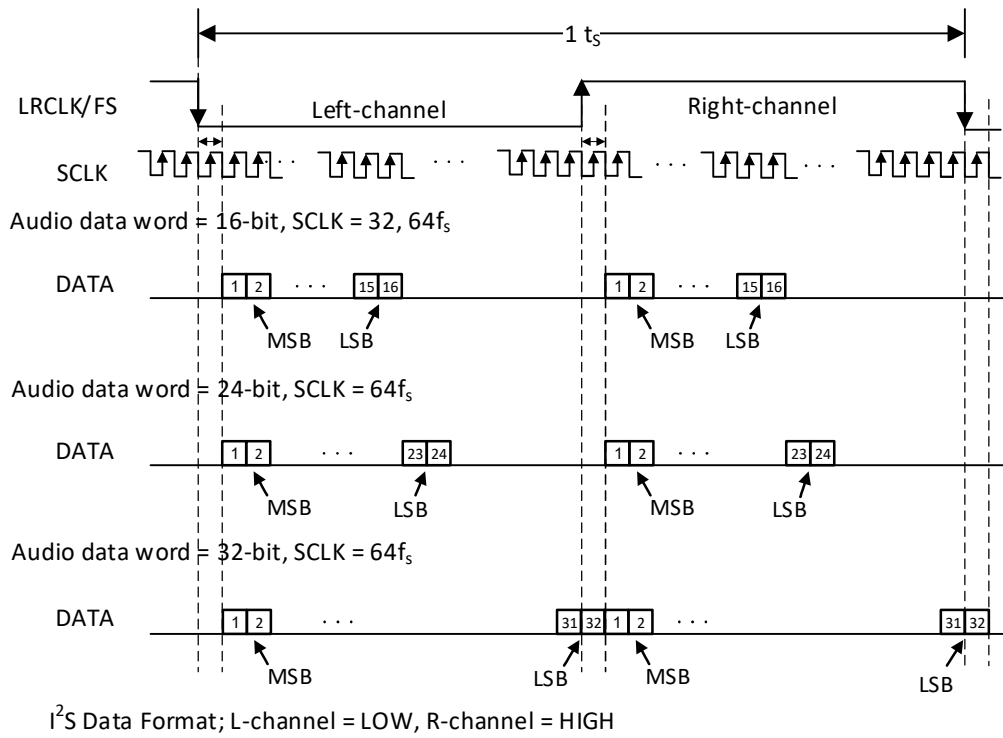 1 tₛ
LRCLK/FS
Left-channel
Right-channel
SCLK
· · ·
· · ·
· · ·
· · ·
Audio data word = 16-bit, SCLK = 32, 64fₛ
DATA
1 2 · · · 15 16 1 2 · · · 15 16
MSB LSB MSB LSB
Audio data word = 24-bit, SCLK = 64fₛ
DATA
1 2 · · · 23 24 1 2 · · · 23 24
MSB LSB MSB LSB
Audio data word = 32-bit, SCLK = 64fₛ
DATA
1 2 · · · 31 32 1 2 · · · 31 32
MSB LSB MSB LSB
I²S Data Format; L-channel = LOW, R-channel = HIGH